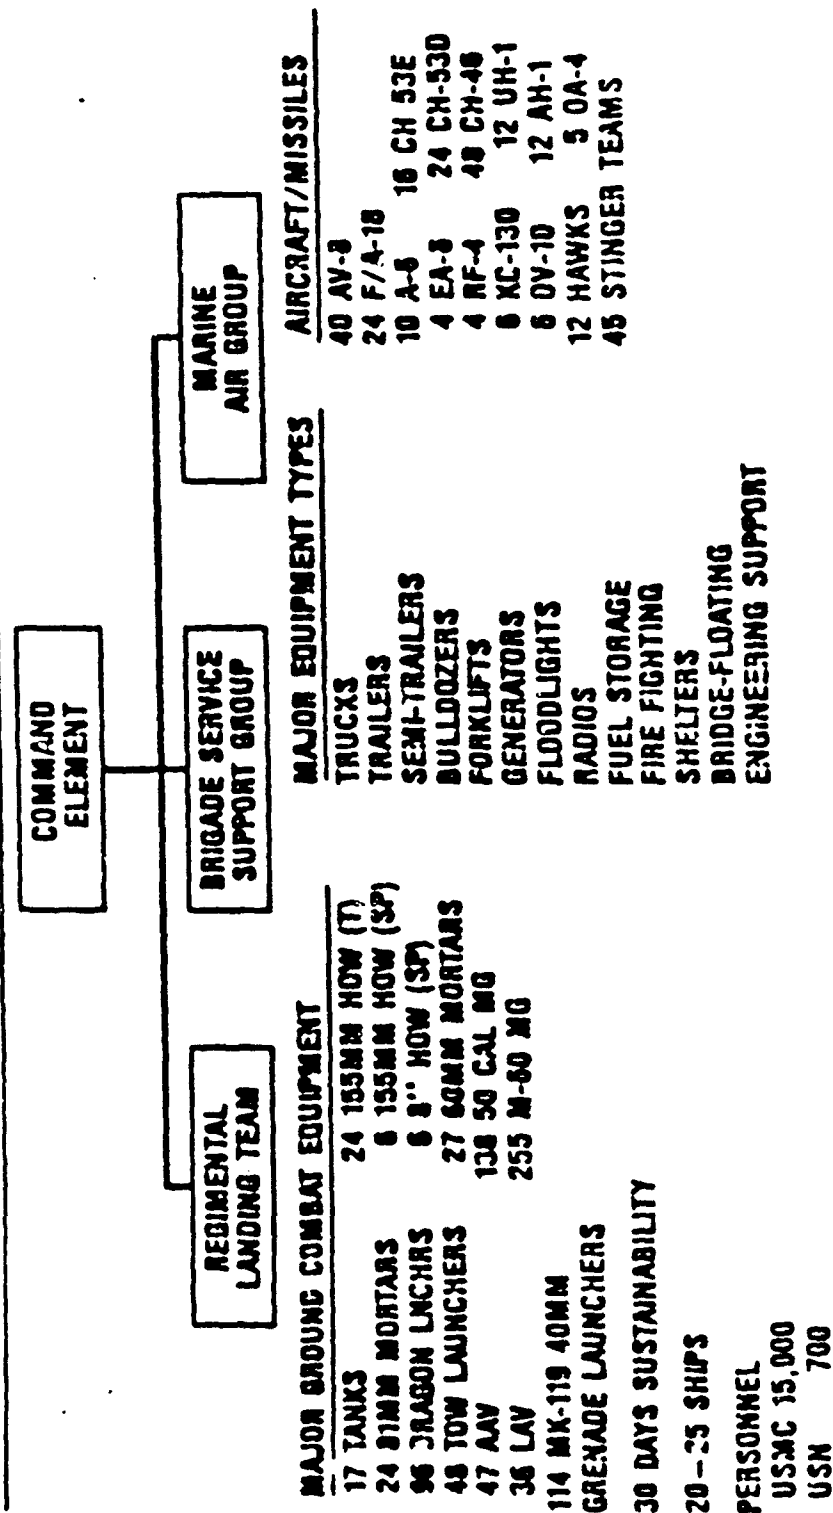 COMMAND
ELEMENT
REGIMENTAL
LANDING TEAM
BRIGADE SERVICE
SUPPORT GROUP
MARINE
AIR GROUP
MAJOR GROUND COMBAT EQUIPMENT
17 TANKS
24 81MM MORTARS
96 DRAGON LNCHRS
48 TOW LAUNCHERS
47 AAV
36 LAV
114 MK-119 40MM
GRENADE LAUNCHERS
24 155MM HOW (T)
6 155MM HOW (SP)
6 8'' HOW (SP)
27 60MM MORTARS
138 50 CAL MG
255 M-60 MG
30 DAYS SUSTAINABILITY
20-25 SHIPS
PERSONNEL
USMC 15,000
USN 700
MAJOR EQUIPMENT TYPES
TRUCKS
TRAILERS
SEMI-TRAILERS
BULLDOZERS
FORKLIFTS
GENERATORS
FLOODLIGHTS
RADIOS
FUEL STORAGE
FIRE FIGHTING
SHELTERS
BRIDGE-FLOATING
ENGINEERING SUPPORT
AIRCRAFT/MISSILES
40 AV-8
24 F/A-18
10 A-6 16 CH 53E
4 EA-6 24 CH-53D
4 RF-4 48 CH-46
6 KC-130 12 UH-1
6 OV-10 12 AH-1
12 HAWKS 5 OA-4
45 STINGER TEAMS